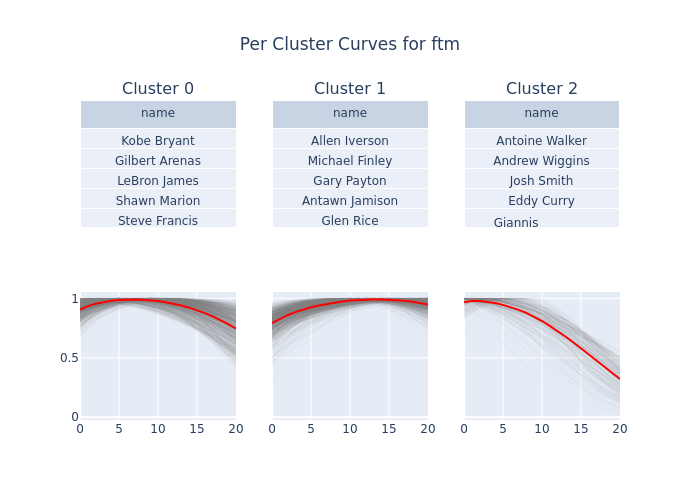 Per Cluster Curves for ftm
Cluster 0
name
Kobe Bryant
Gilbert Arenas
LeBron James
Shawn Marion
Steve Francis
Cluster 1
name
Allen Iverson
Michael Finley
Gary Payton
Antawn Jamison
Glen Rice
Cluster 2
name
Antoine Walker
Andrew Wiggins
Josh Smith
Eddy Curry
Giannis
1
0.5
0
0 5 10 15 20
0 5 10 15 20
0 5 10 15 20